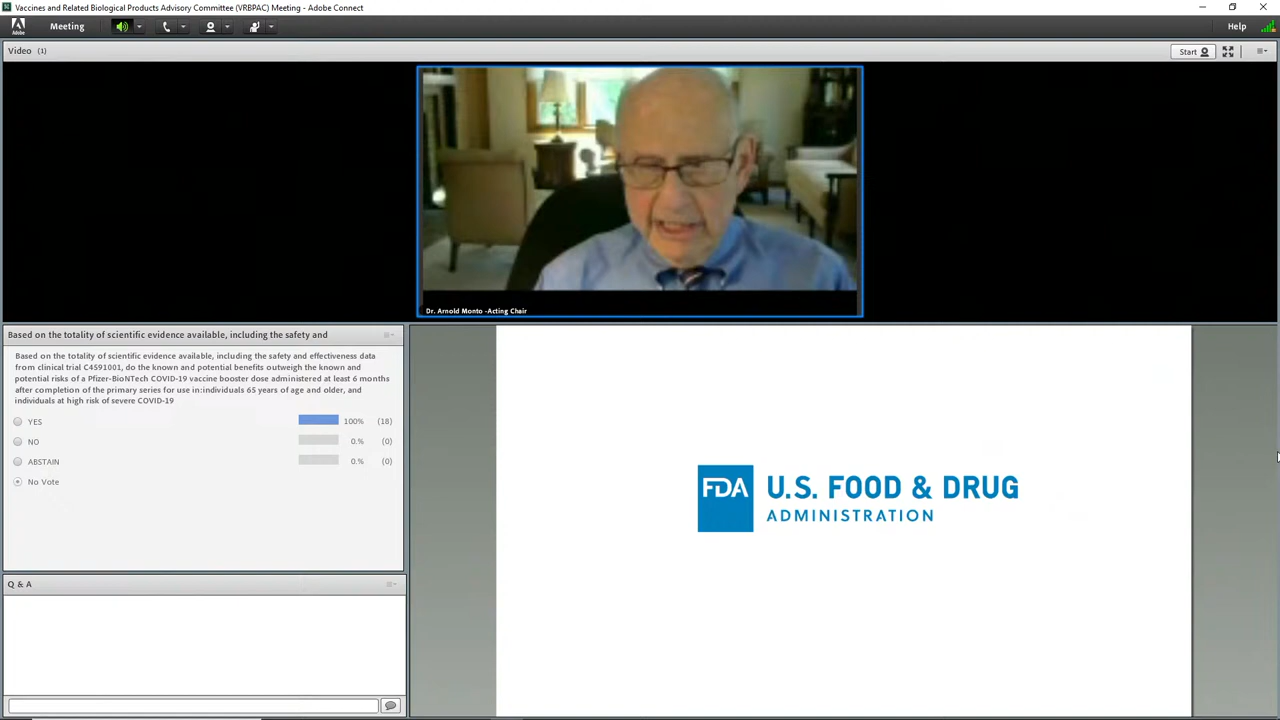 Vaccines and Related Biological Products Advisory Committee (VRBPAC) Meeting - Adobe Connect
Adobe
Meeting
Help
Video (1)
Start
Dr. Arnold Monto -Acting Chair
Based on the totality of scientific evidence available, including the safety and
Based on the totality of scientific evidence available, including the safety and effectiveness data
from clinical trial C4591001, do the known and potential benefits outweigh the known and
potential risks of a Pfizer-BioNTech COVID-19 vaccine booster dose administered at least 6 months
after completion of the primary series for use in:individuals 65 years of age and older, and
individuals at high risk of severe COVID-19
YES 100% (18)
NO 0.% (0)
ABSTAIN 0.% (0)
No Vote
Q & A
FDA U.S. FOOD & DRUG
ADMINISTRATION